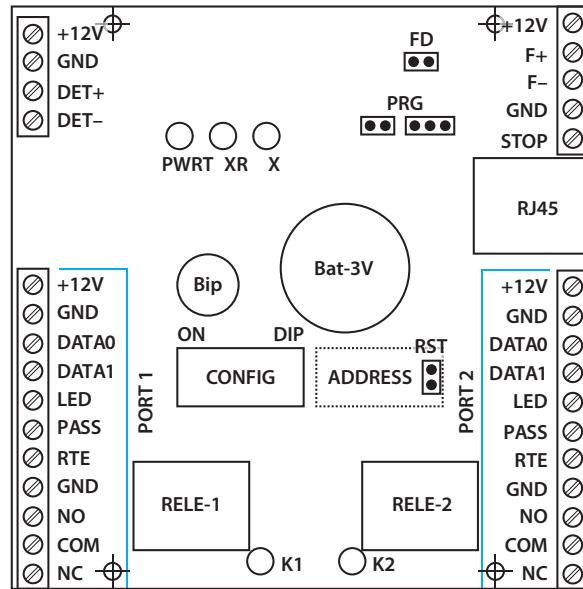 +12V
GND
DET+
DET–
FD
PRG
+12V
F+
F–
GND
STOP
PWRT XR X
RJ45
Bat-3V
Bip
+12V
GND
DATA0
DATA1
LED
PASS
RTE
GND
NO
COM
NC
PORT 1
ON DIP
CONFIG
ADDRESS
RST
PORT 2
+12V
GND
DATA0
DATA1
LED
PASS
RTE
GND
NO
COM
NC
RELE-1
RELE-2
K1
K2